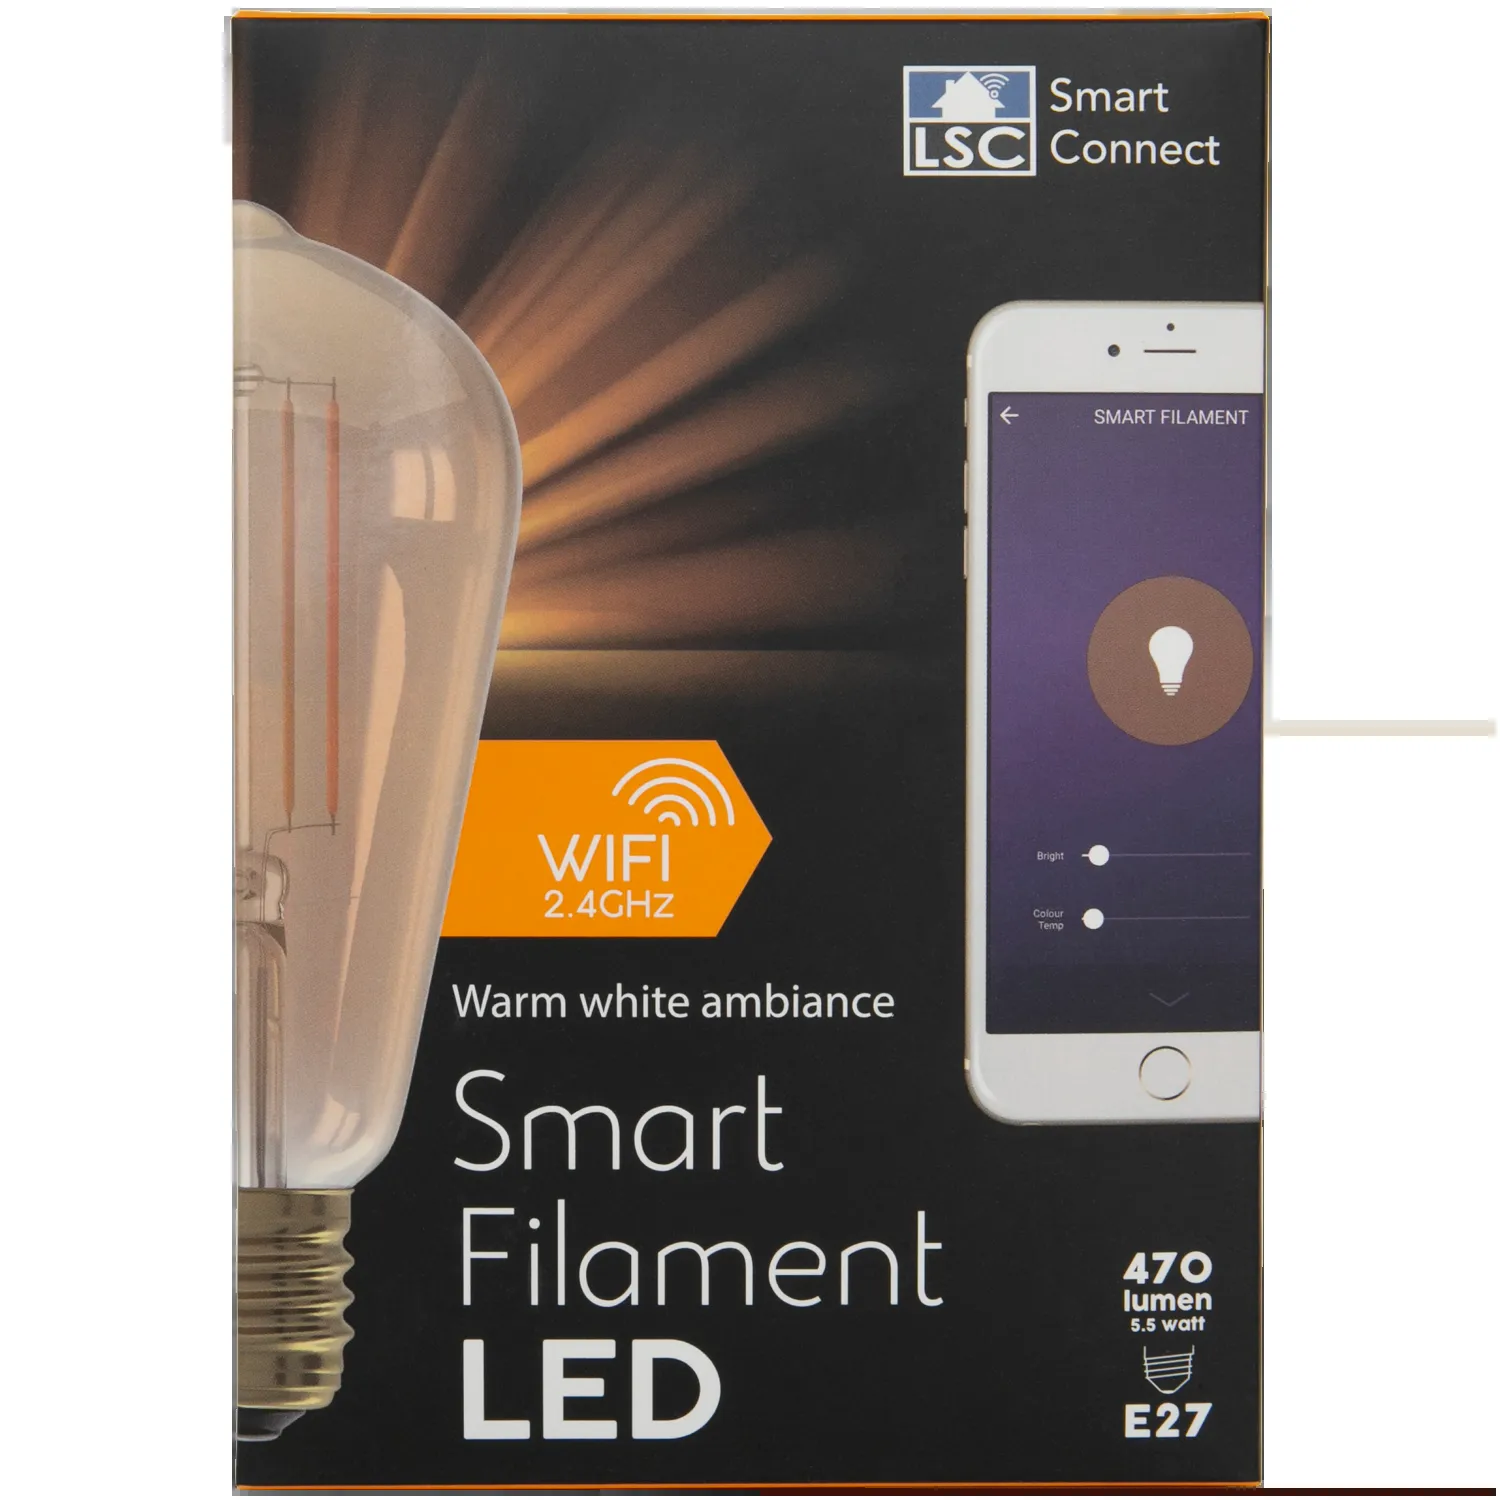 LSC
Smart
Connect
SMART FILAMENT
Bright
Colour
Temp
WIFI
2.4GHZ
Warm white ambiance
Smart
Filament
LED
470
lumen
5.5 watt
E27